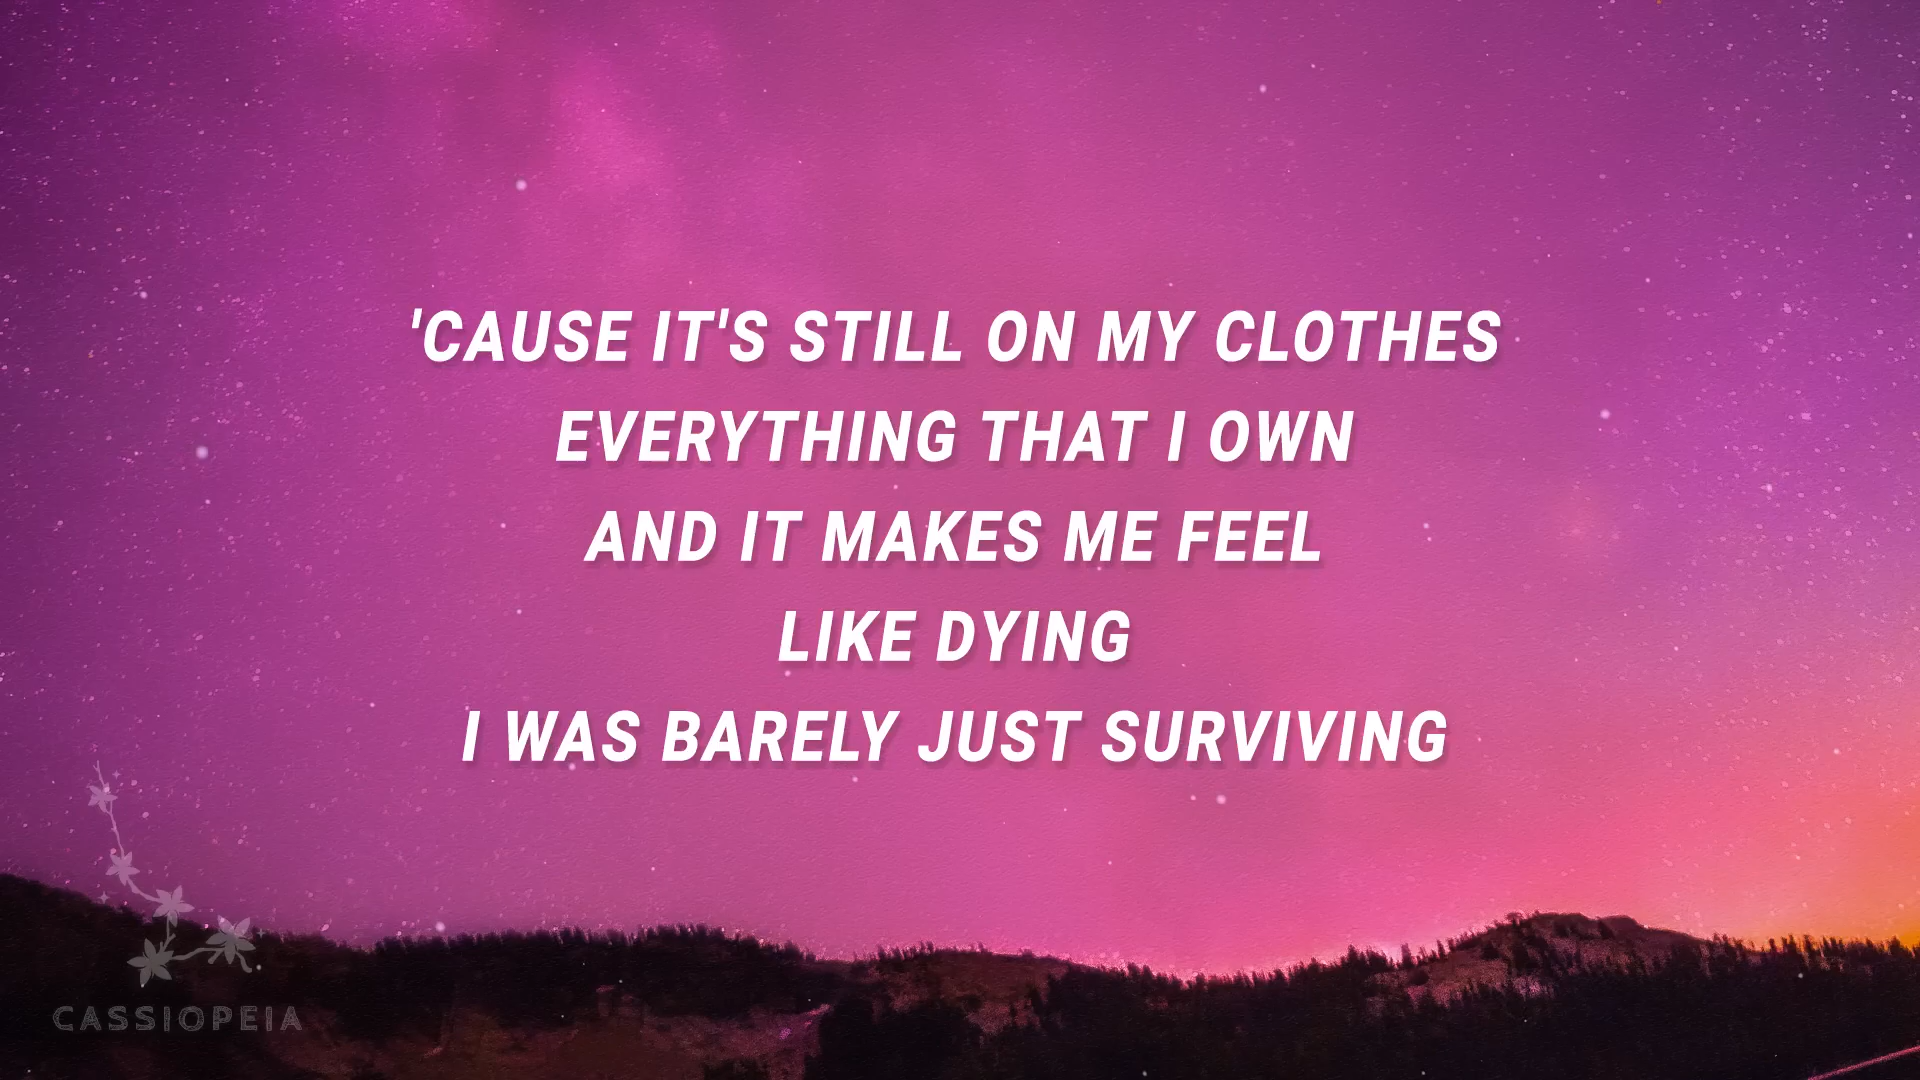 'CAUSE IT'S STILL ON MY CLOTHES
EVERYTHING THAT I OWN
AND IT MAKES ME FEEL
LIKE DYING
I WAS BARELY JUST SURVIVING
CASSIOPEIA